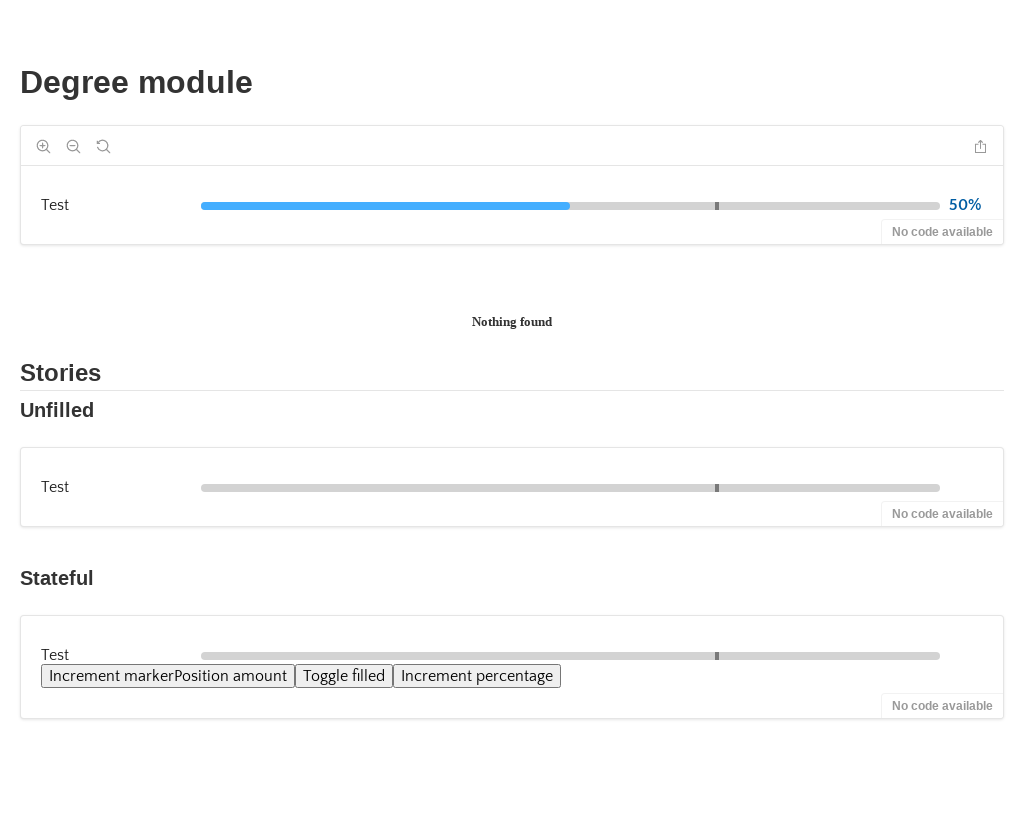 Degree module
Test 50%
No code available
Nothing found
Stories
Unfilled
Test
No code available
Stateful
Test
Increment markerPosition amount Toggle filled Increment percentage
No code available